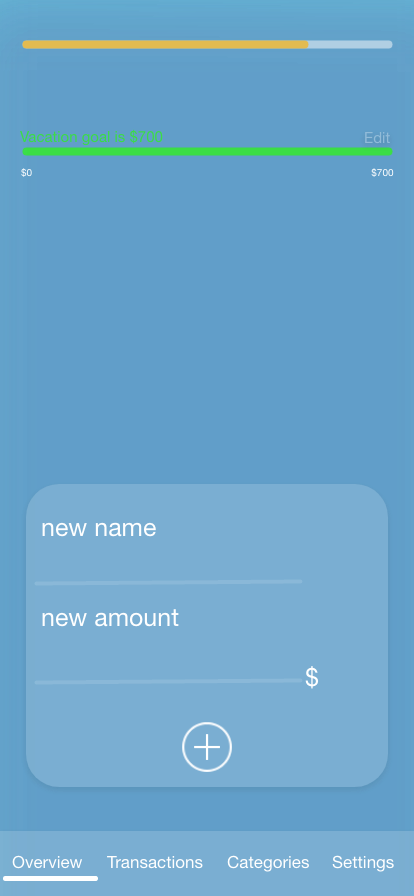 Vacation goal is $700
Edit
$0 $700
new name
new amount
$
Overview Transactions Categories Settings